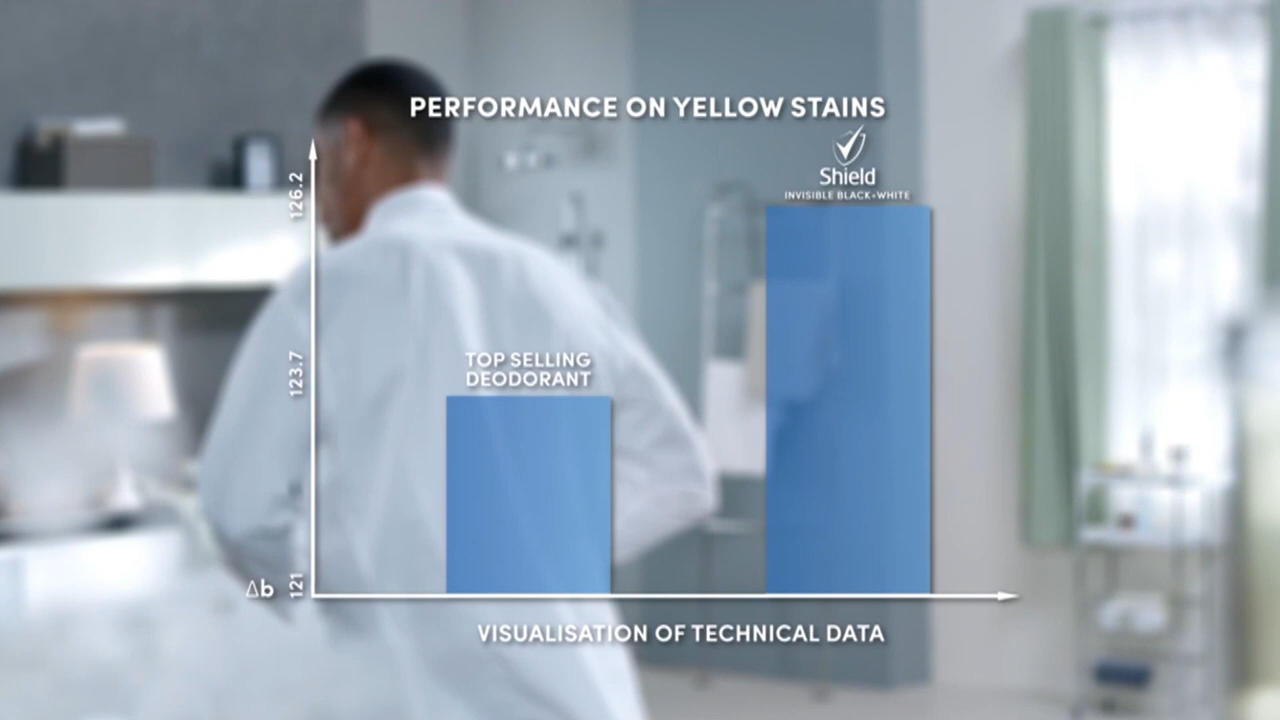 PERFORMANCE ON YELLOW STAINS
Shield
INVISIBLE BLACK+WHITE
126.2
TOP SELLING
DEODORANT
123.7
121
Δb
VISUALISATION OF TECHNICAL DATA